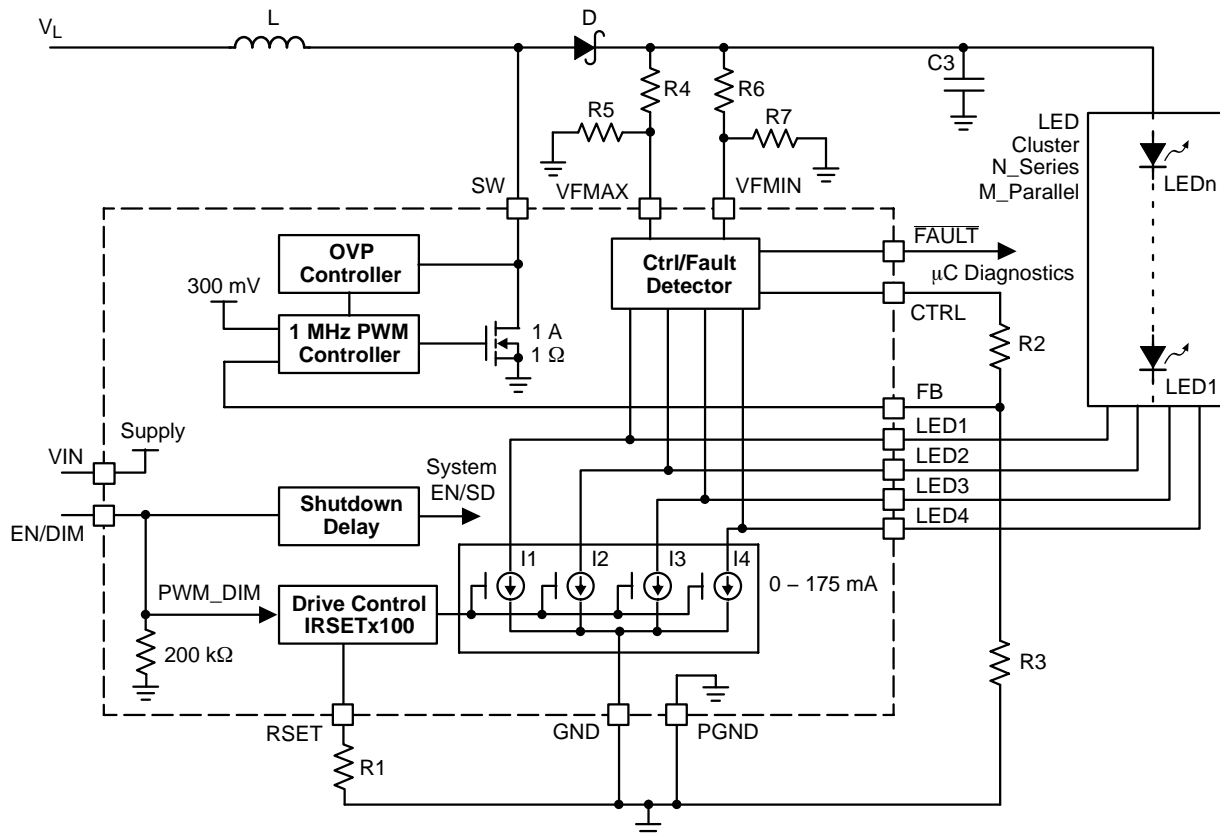 VL
L
D
R4
R6
C3
R5
R7
LED
Cluster
N_Series
M_Parallel
LEDn
SW
VFMAX
VFMIN
OVP
Controller
Ctrl/Fault
Detector
FAULT
μC Diagnostics
300 mV
CTRL
1 MHz PWM
Controller
1 A
1 Ω
R2
LED1
FB
Supply
LED1
VIN
System
EN/SD
LED2
Shutdown
Delay
LED3
EN/DIM
LED4
I1
I2
I3
I4
0 – 175 mA
PWM_DIM
Drive Control
IRSETx100
200 kΩ
R3
RSET
GND
PGND
R1